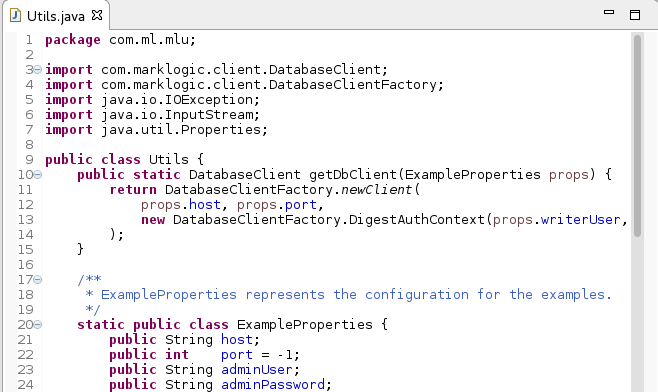 Utils.java
1 package com.ml.mlu;
2
3 import com.marklogic.client.DatabaseClient;
4 import com.marklogic.client.DatabaseClientFactory;
5 import java.io.IOException;
6 import java.io.InputStream;
7 import java.util.Properties;
8
9 public class Utils {
10 public static DatabaseClient getDbClient(ExampleProperties props) {
11 return DatabaseClientFactory.newClient(
12 props.host, props.port,
13 new DatabaseClientFactory.DigestAuthContext(props.writerUser,
14 );
15 }
16
17 /**
18 * ExampleProperties represents the configuration for the examples.
19 */
20 static public class ExampleProperties {
21 public String host;
22 public int port = -1;
23 public String adminUser;
24 public String adminPassword;